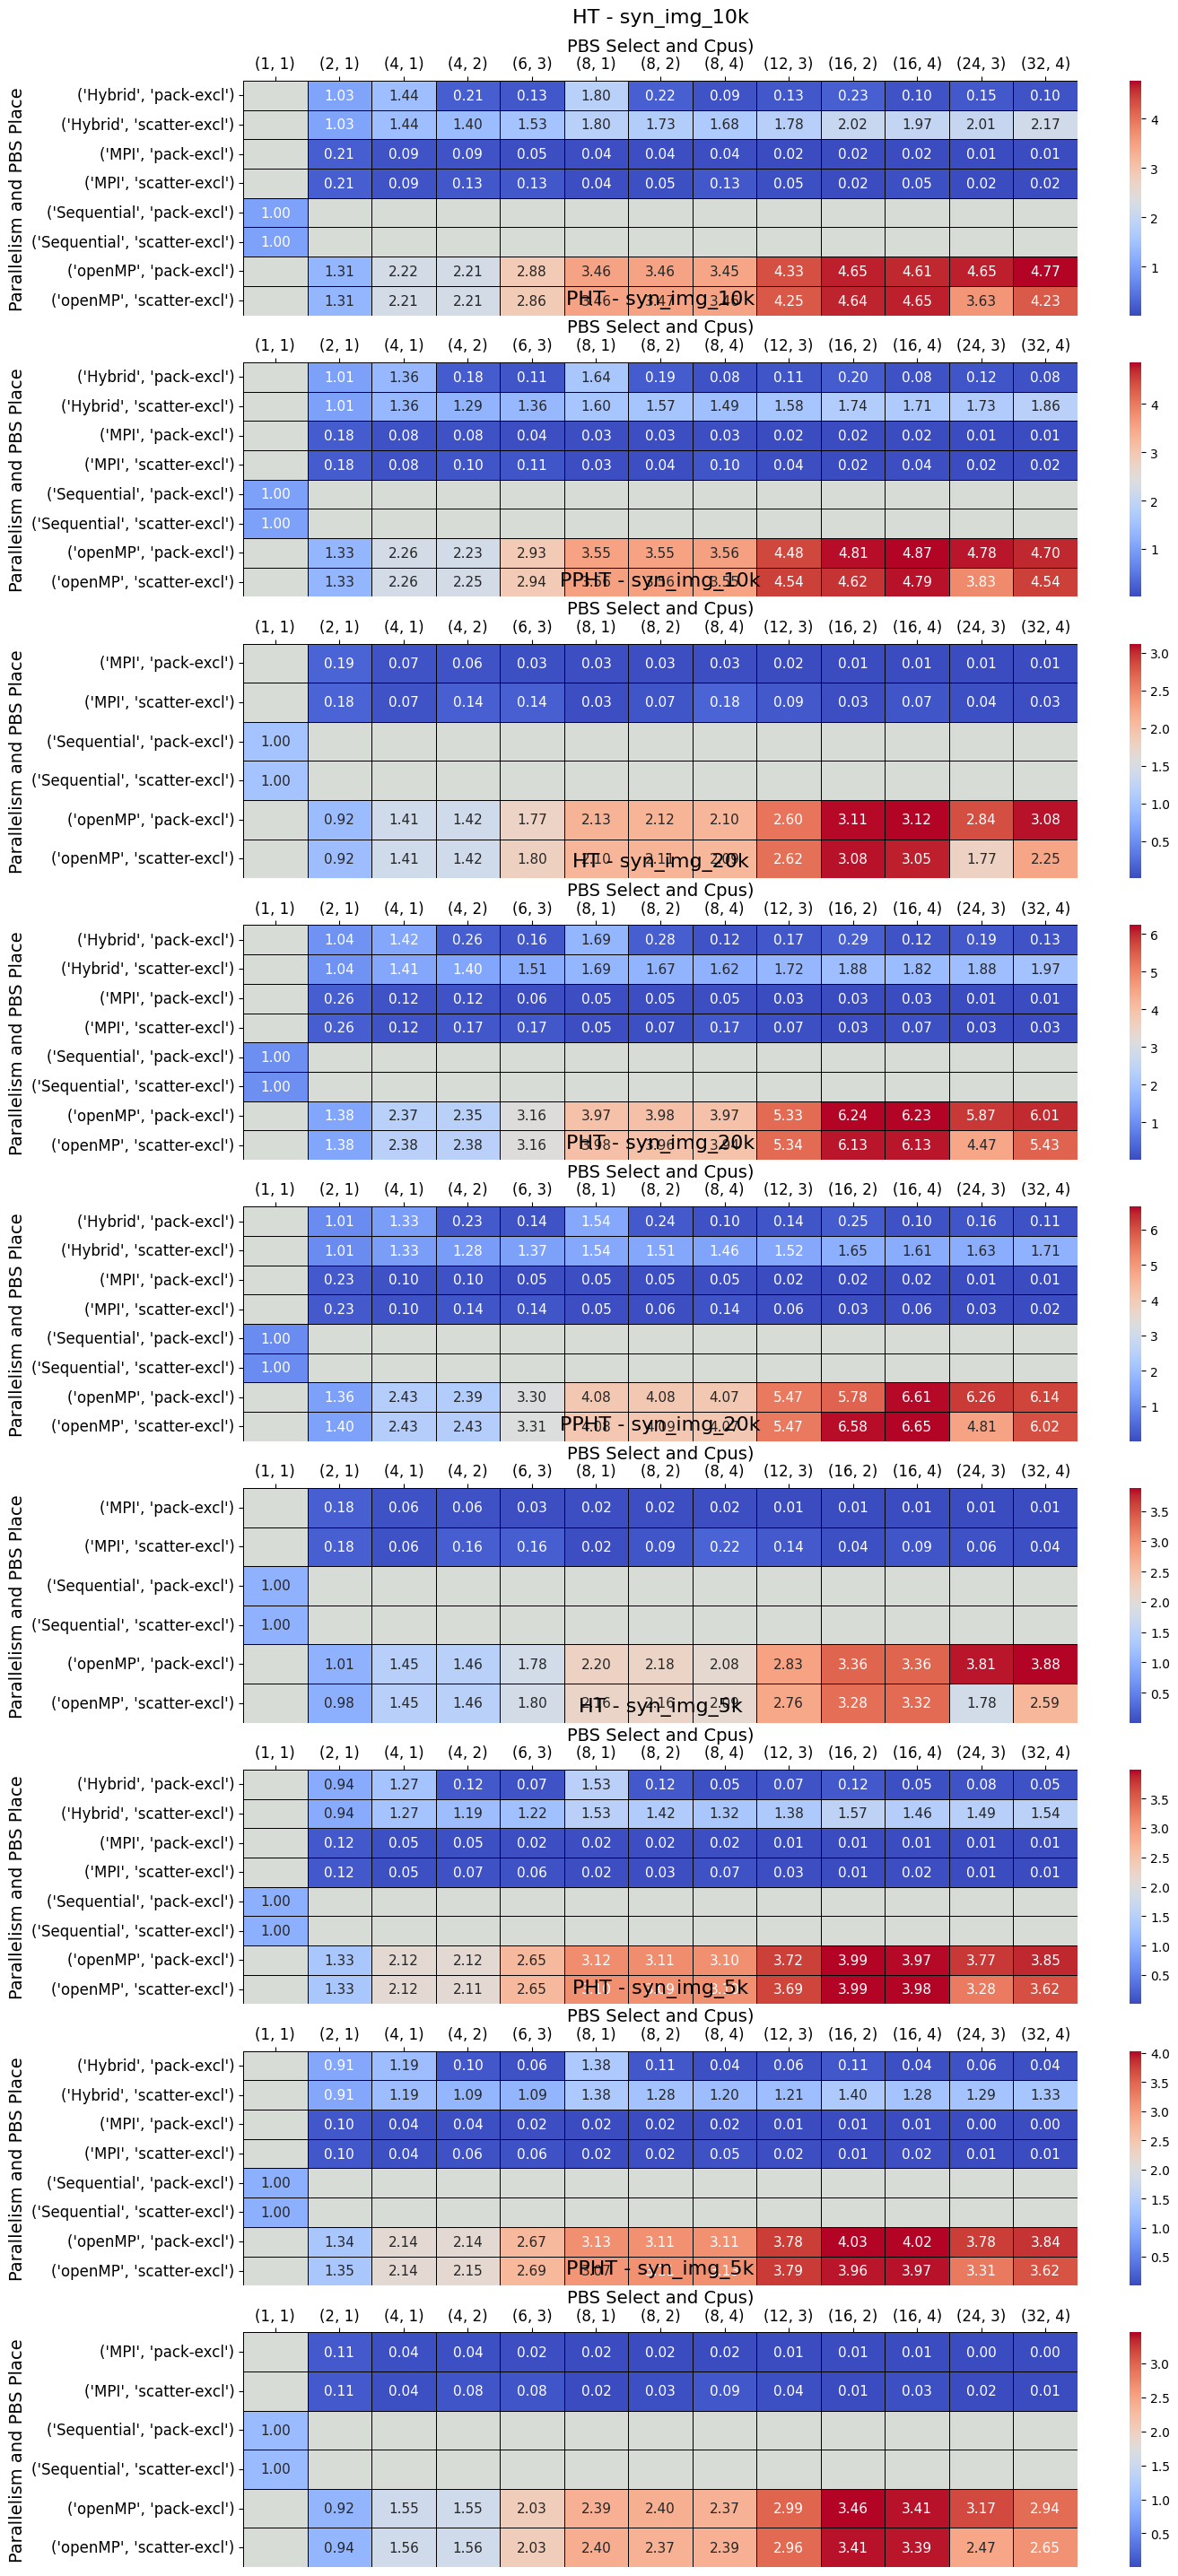 HT - syn_img_10k
PBS Select and Cpus)
(1, 1) (2, 1) (4, 1) (4, 2) (6, 3) (8, 1) (8, 2) (8, 4) (12, 3) (16, 2) (16, 4) (24, 3) (32, 4)
Parallelism and PBS Place
('Hybrid', 'pack-excl') 1.03 1.44 0.21 0.13 1.80 0.22 0.09 0.13 0.23 0.10 0.15 0.10
('Hybrid', 'scatter-excl') 1.03 1.44 1.40 1.53 1.80 1.73 1.68 1.78 2.02 1.97 2.01 2.17
('MPI', 'pack-excl') 0.21 0.09 0.09 0.05 0.04 0.04 0.04 0.02 0.02 0.02 0.01 0.01
('MPI', 'scatter-excl') 0.21 0.09 0.13 0.13 0.04 0.05 0.13 0.05 0.02 0.05 0.02 0.02
('Sequential', 'pack-excl') 1.00
('Sequential', 'scatter-excl') 1.00
('openMP', 'pack-excl') 1.31 2.22 2.21 2.88 3.46 3.46 3.45 4.33 4.65 4.61 4.65 4.77
('openMP', 'scatter-excl') 1.31 2.21 2.21 2.86 4.25 4.64 4.65 3.63 4.23
4
3
2
1
PHT - syn_img_10k
PBS Select and Cpus)
(1, 1) (2, 1) (4, 1) (4, 2) (6, 3) (8, 1) (8, 2) (8, 4) (12, 3) (16, 2) (16, 4) (24, 3) (32, 4)
Parallelism and PBS Place
('Hybrid', 'pack-excl') 1.01 1.36 0.18 0.11 1.64 0.19 0.08 0.11 0.20 0.08 0.12 0.08
('Hybrid', 'scatter-excl') 1.01 1.36 1.29 1.36 1.60 1.57 1.49 1.58 1.74 1.71 1.73 1.86
('MPI', 'pack-excl') 0.18 0.08 0.08 0.04 0.03 0.03 0.03 0.02 0.02 0.02 0.01 0.01
('MPI', 'scatter-excl') 0.18 0.08 0.10 0.11 0.03 0.04 0.10 0.04 0.02 0.04 0.02 0.02
('Sequential', 'pack-excl') 1.00
('Sequential', 'scatter-excl') 1.00
('openMP', 'pack-excl') 1.33 2.26 2.23 2.93 3.55 3.55 3.56 4.48 4.81 4.87 4.78 4.70
('openMP', 'scatter-excl') 1.33 2.26 2.25 2.94 4.54 4.62 4.79 3.83 4.54
4
3
2
1
PPHT - syn_img_10k
PBS Select and Cpus)
(1, 1) (2, 1) (4, 1) (4, 2) (6, 3) (8, 1) (8, 2) (8, 4) (12, 3) (16, 2) (16, 4) (24, 3) (32, 4)
Parallelism and PBS Place
('MPI', 'pack-excl') 0.19 0.07 0.06 0.03 0.03 0.03 0.03 0.02 0.01 0.01 0.01 0.01
('MPI', 'scatter-excl') 0.18 0.07 0.14 0.14 0.03 0.07 0.18 0.09 0.03 0.07 0.04 0.03
('Sequential', 'pack-excl') 1.00
('Sequential', 'scatter-excl') 1.00
('openMP', 'pack-excl') 0.92 1.41 1.42 1.77 2.13 2.12 2.10 2.60 3.11 3.12 2.84 3.08
('openMP', 'scatter-excl') 0.92 1.41 1.42 1.80 2.10 2.11 2.09 2.62 3.08 3.05 1.77 2.25
3.0
2.5
2.0
1.5
1.0
0.5
HT - syn_img_20k
PBS Select and Cpus)
(1, 1) (2, 1) (4, 1) (4, 2) (6, 3) (8, 1) (8, 2) (8, 4) (12, 3) (16, 2) (16, 4) (24, 3) (32, 4)
Parallelism and PBS Place
('Hybrid', 'pack-excl') 1.04 1.42 0.26 0.16 1.69 0.28 0.12 0.17 0.29 0.12 0.19 0.13
('Hybrid', 'scatter-excl') 1.04 1.41 1.40 1.51 1.69 1.67 1.62 1.72 1.88 1.82 1.88 1.97
('MPI', 'pack-excl') 0.26 0.12 0.12 0.06 0.05 0.05 0.05 0.03 0.03 0.03 0.01 0.01
('MPI', 'scatter-excl') 0.26 0.12 0.17 0.17 0.05 0.07 0.17 0.07 0.03 0.07 0.03 0.03
('Sequential', 'pack-excl') 1.00
('Sequential', 'scatter-excl') 1.00
('openMP', 'pack-excl') 1.38 2.37 2.35 3.16 3.97 3.98 3.97 5.33 6.24 6.23 5.87 6.01
('openMP', 'scatter-excl') 1.38 2.38 2.38 3.16 5.34 6.13 6.13 4.47 5.43
6
5
4
3
2
1
PHT - syn_img_20k
PBS Select and Cpus)
(1, 1) (2, 1) (4, 1) (4, 2) (6, 3) (8, 1) (8, 2) (8, 4) (12, 3) (16, 2) (16, 4) (24, 3) (32, 4)
Parallelism and PBS Place
('Hybrid', 'pack-excl') 1.01 1.33 0.23 0.14 1.54 0.24 0.10 0.14 0.25 0.10 0.16 0.11
('Hybrid', 'scatter-excl') 1.01 1.33 1.28 1.37 1.54 1.51 1.46 1.52 1.65 1.61 1.63 1.71
('MPI', 'pack-excl') 0.23 0.10 0.10 0.05 0.05 0.05 0.05 0.02 0.02 0.02 0.01 0.01
('MPI', 'scatter-excl') 0.23 0.10 0.14 0.14 0.05 0.06 0.14 0.06 0.03 0.06 0.03 0.02
('Sequential', 'pack-excl') 1.00
('Sequential', 'scatter-excl') 1.00
('openMP', 'pack-excl') 1.36 2.43 2.39 3.30 4.08 4.08 4.07 5.47 5.78 6.61 6.26 6.14
('openMP', 'scatter-excl') 1.40 2.43 2.43 3.31 5.47 6.58 6.65 4.81 6.02
6
5
4
3
2
1
PPHT - syn_img_20k
PBS Select and Cpus)
(1, 1) (2, 1) (4, 1) (4, 2) (6, 3) (8, 1) (8, 2) (8, 4) (12, 3) (16, 2) (16, 4) (24, 3) (32, 4)
Parallelism and PBS Place
('MPI', 'pack-excl') 0.18 0.06 0.06 0.03 0.02 0.02 0.02 0.01 0.01 0.01 0.01 0.01
('MPI', 'scatter-excl') 0.18 0.06 0.16 0.16 0.02 0.09 0.22 0.14 0.04 0.09 0.06 0.04
('Sequential', 'pack-excl') 1.00
('Sequential', 'scatter-excl') 1.00
('openMP', 'pack-excl') 1.01 1.45 1.46 1.78 2.20 2.18 2.08 2.83 3.36 3.36 3.81 3.88
('openMP', 'scatter-excl') 0.98 1.45 1.46 1.80 2.16 2.16 2.09 2.76 3.28 3.32 1.78 2.59
3.5
3.0
2.5
2.0
1.5
1.0
0.5
HT - syn_img_5k
PBS Select and Cpus)
(1, 1) (2, 1) (4, 1) (4, 2) (6, 3) (8, 1) (8, 2) (8, 4) (12, 3) (16, 2) (16, 4) (24, 3) (32, 4)
Parallelism and PBS Place
('Hybrid', 'pack-excl') 0.94 1.27 0.12 0.07 1.53 0.12 0.05 0.07 0.12 0.05 0.08 0.05
('Hybrid', 'scatter-excl') 0.94 1.27 1.19 1.22 1.53 1.42 1.32 1.38 1.57 1.46 1.49 1.54
('MPI', 'pack-excl') 0.12 0.05 0.05 0.02 0.02 0.02 0.02 0.01 0.01 0.01 0.01 0.01
('MPI', 'scatter-excl') 0.12 0.05 0.07 0.06 0.02 0.03 0.07 0.03 0.01 0.02 0.01 0.01
('Sequential', 'pack-excl') 1.00
('Sequential', 'scatter-excl') 1.00
('openMP', 'pack-excl') 1.33 2.12 2.12 2.65 3.12 3.11 3.10 3.72 3.99 3.97 3.77 3.85
('openMP', 'scatter-excl') 1.33 2.12 2.11 2.65 3.69 3.99 3.98 3.28 3.62
3.5
3.0
2.5
2.0
1.5
1.0
0.5
PHT - syn_img_5k
PBS Select and Cpus)
(1, 1) (2, 1) (4, 1) (4, 2) (6, 3) (8, 1) (8, 2) (8, 4) (12, 3) (16, 2) (16, 4) (24, 3) (32, 4)
Parallelism and PBS Place
('Hybrid', 'pack-excl') 0.91 1.19 0.10 0.06 1.38 0.11 0.04 0.06 0.11 0.04 0.06 0.04
('Hybrid', 'scatter-excl') 0.91 1.19 1.09 1.09 1.38 1.28 1.20 1.21 1.40 1.28 1.29 1.33
('MPI', 'pack-excl') 0.10 0.04 0.04 0.02 0.02 0.02 0.02 0.01 0.01 0.01 0.00 0.00
('MPI', 'scatter-excl') 0.10 0.04 0.06 0.06 0.02 0.02 0.05 0.02 0.01 0.02 0.01 0.01
('Sequential', 'pack-excl') 1.00
('Sequential', 'scatter-excl') 1.00
('openMP', 'pack-excl') 1.34 2.14 2.14 2.67 3.13 3.11 3.11 3.78 4.03 4.02 3.78 3.84
('openMP', 'scatter-excl') 1.35 2.14 2.15 2.69 3.79 3.96 3.97 3.31 3.62
4.0
3.5
3.0
2.5
2.0
1.5
1.0
0.5
PPHT - syn_img_5k
PBS Select and Cpus)
(1, 1) (2, 1) (4, 1) (4, 2) (6, 3) (8, 1) (8, 2) (8, 4) (12, 3) (16, 2) (16, 4) (24, 3) (32, 4)
Parallelism and PBS Place
('MPI', 'pack-excl') 0.11 0.04 0.04 0.02 0.02 0.02 0.02 0.01 0.01 0.01 0.00 0.00
('MPI', 'scatter-excl') 0.11 0.04 0.08 0.08 0.02 0.03 0.09 0.04 0.01 0.03 0.02 0.01
('Sequential', 'pack-excl') 1.00
('Sequential', 'scatter-excl') 1.00
('openMP', 'pack-excl') 0.92 1.55 1.55 2.03 2.39 2.40 2.37 2.99 3.46 3.41 3.17 2.94
('openMP', 'scatter-excl') 0.94 1.56 1.56 2.03 2.40 2.37 2.39 2.96 3.41 3.39 2.47 2.65
3.0
2.5
2.0
1.5
1.0
0.5